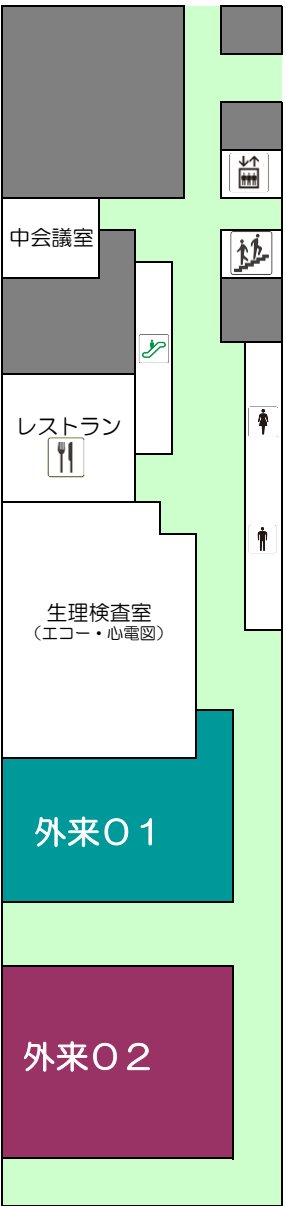 中会議室
レストラン
生理検査室
（エコー・心電図）
外来０１
外来０２